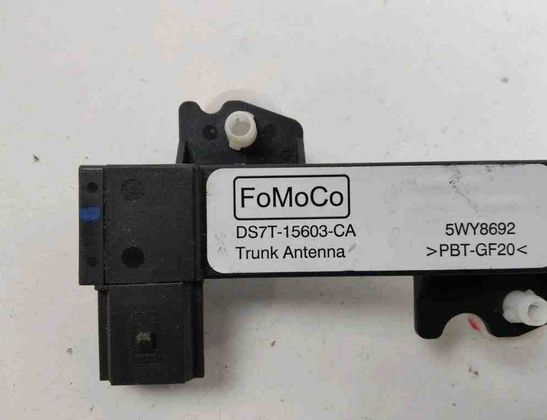 FoMoCo
DS7T-15603-CA 5WY8692
Trunk Antenna >PBT-GF20<